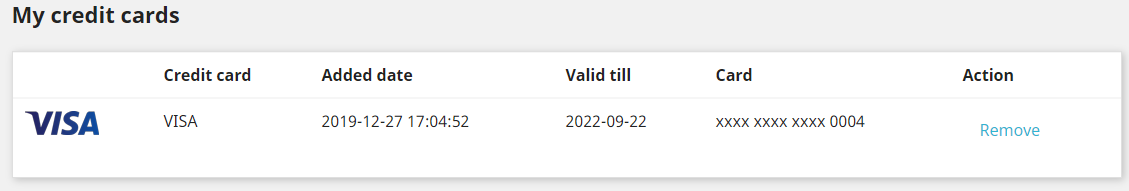 My credit cards
Credit card Added date Valid till Card Action
VISA VISA 2019-12-27 17:04:52 2022-09-22 xxxx xxxx xxxx 0004 Remove